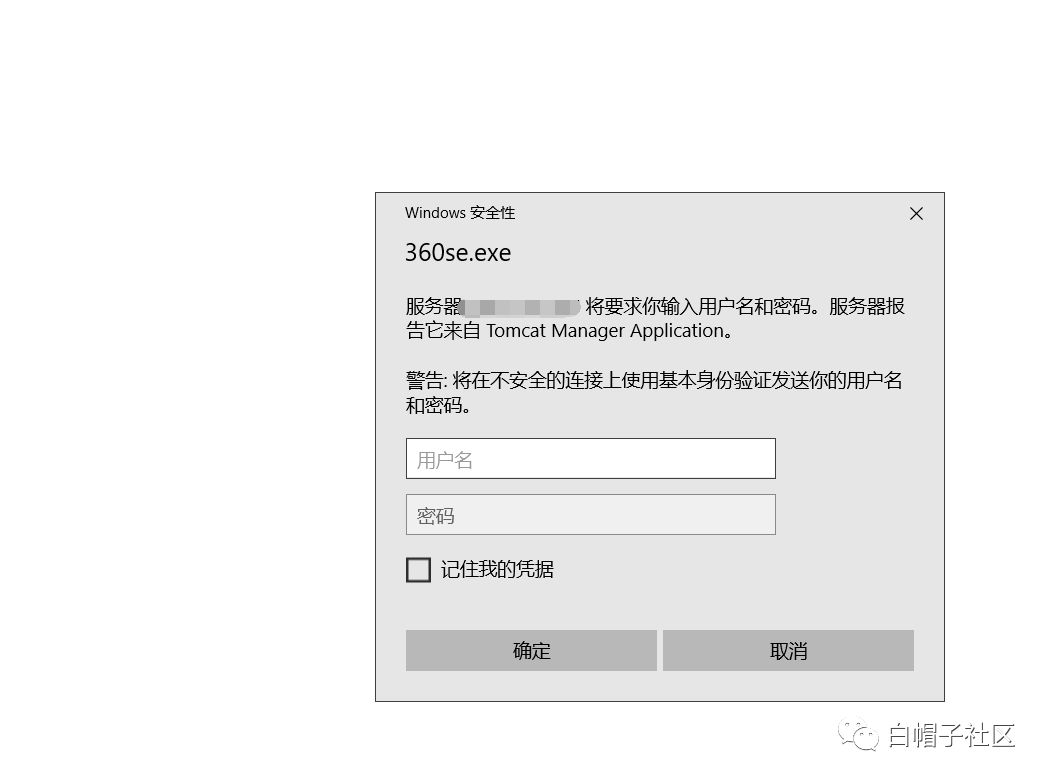 Windows 安全性
360se.exe
服务器 将要求你输入用户名和密码。服务器报
告它来自 Tomcat Manager Application。
警告: 将在不安全的连接上使用基本身份验证发送你的用户名
和密码。
用户名
密码
记住我的凭据
确定 取消
白帽子社区